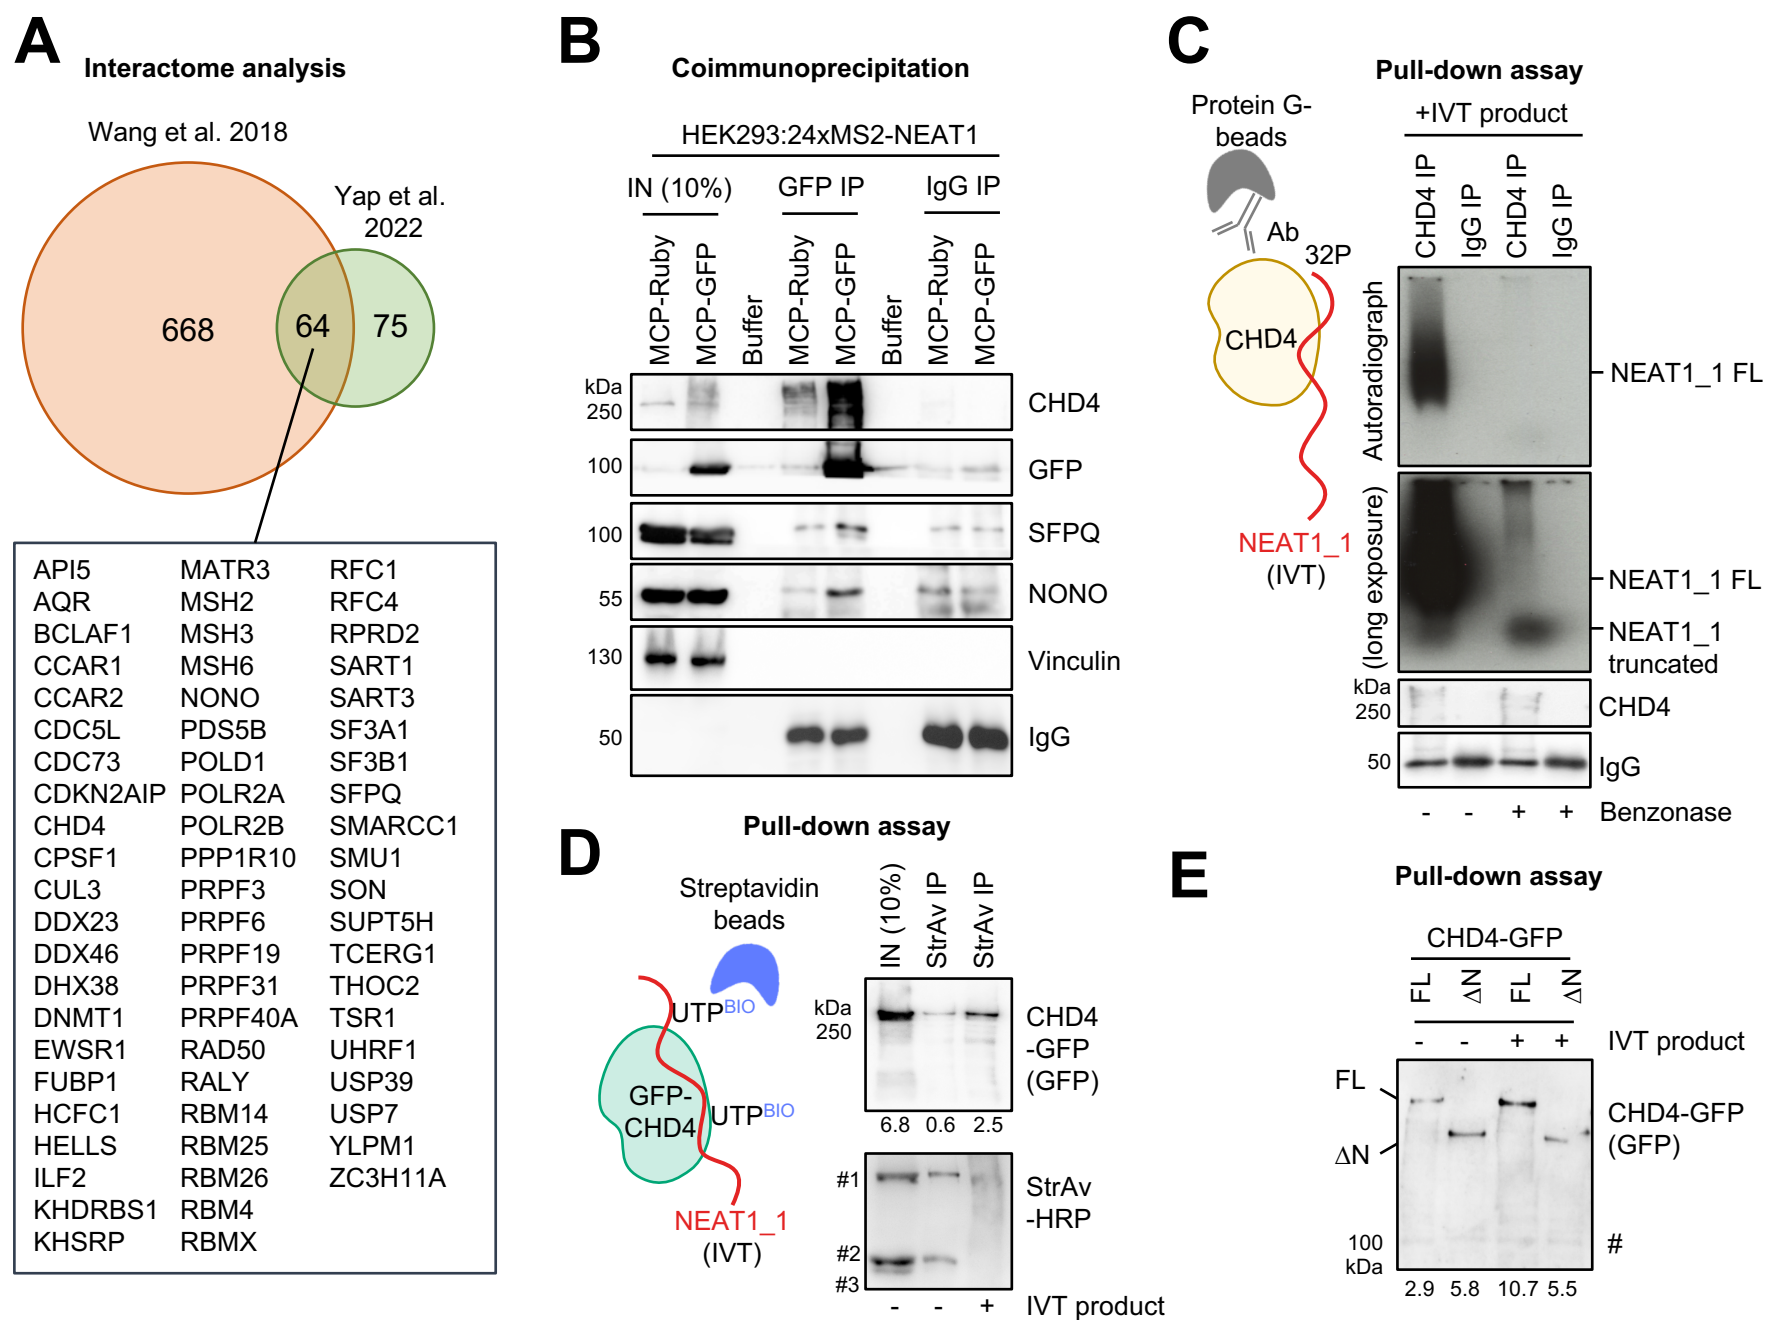 A
Interactome analysis
Wang et al. 2018
Yap et al.
2022
668
64
75
API5 MATR3 RFC1
AQR MSH2 RFC4
BCLAF1 MSH3 RPRD2
CCAR1 MSH6 SART1
CCAR2 NONO SART3
CDC5L PDS5B SF3A1
CDC73 POLD1 SF3B1
CDKN2AIP POLR2A SFPQ
CHD4 POLR2B SMARCC1
CPSF1 PPP1R10 SMU1
CUL3 PRPF3 SON
DDX23 PRPF6 SUPT5H
DDX46 PRPF19 TCERG1
DHX38 PRPF31 THOC2
DNMT1 PRPF40A TSR1
EWSR1 RAD50 UHRF1
FUBP1 RALY USP39
HCFC1 RBM14 USP7
HELLS RBM25 YLPM1
ILF2 RBM26 ZC3H11A
KHDRBS1 RBM4
KHSRP RBMX
B
Coimmunoprecipitation
HEK293:24xMS2-NEAT1
IN (10%) GFP IP IgG IP
MCP-Ruby MCP-GFP Buffer MCP-Ruby MCP-GFP Buffer MCP-Ruby MCP-GFP
kDa
250 CHD4
100 GFP
100 SFPQ
55 NONO
130 Vinculin
50 IgG
C
Pull-down assay
Protein G-
beads
Ab
32P
CHD4
NEAT1_1
(IVT)
+IVT product
CHD4 IP IgG IP CHD4 IP IgG IP
Autoradiograph
NEAT1_1 FL
(long exposure)
NEAT1_1 FL
NEAT1_1
truncated
kDa
250 CHD4
50 IgG
- - + + Benzonase
D
Pull-down assay
Streptavidin
beads
UTPBIO
GFP-
CHD4
UTPBIO
NEAT1_1
(IVT)
IN (10%) StrAv IP StrAv IP
kDa
250
CHD4
-GFP
(GFP)
6.8 0.6 2.5
#1
#2
#3
StrAv
-HRP
- - + IVT product
E
Pull-down assay
CHD4-GFP
FL ΔN FL ΔN
- - + + IVT product
FL
ΔN
CHD4-GFP
(GFP)
100
kDa
#
2.9 5.8 10.7 5.5